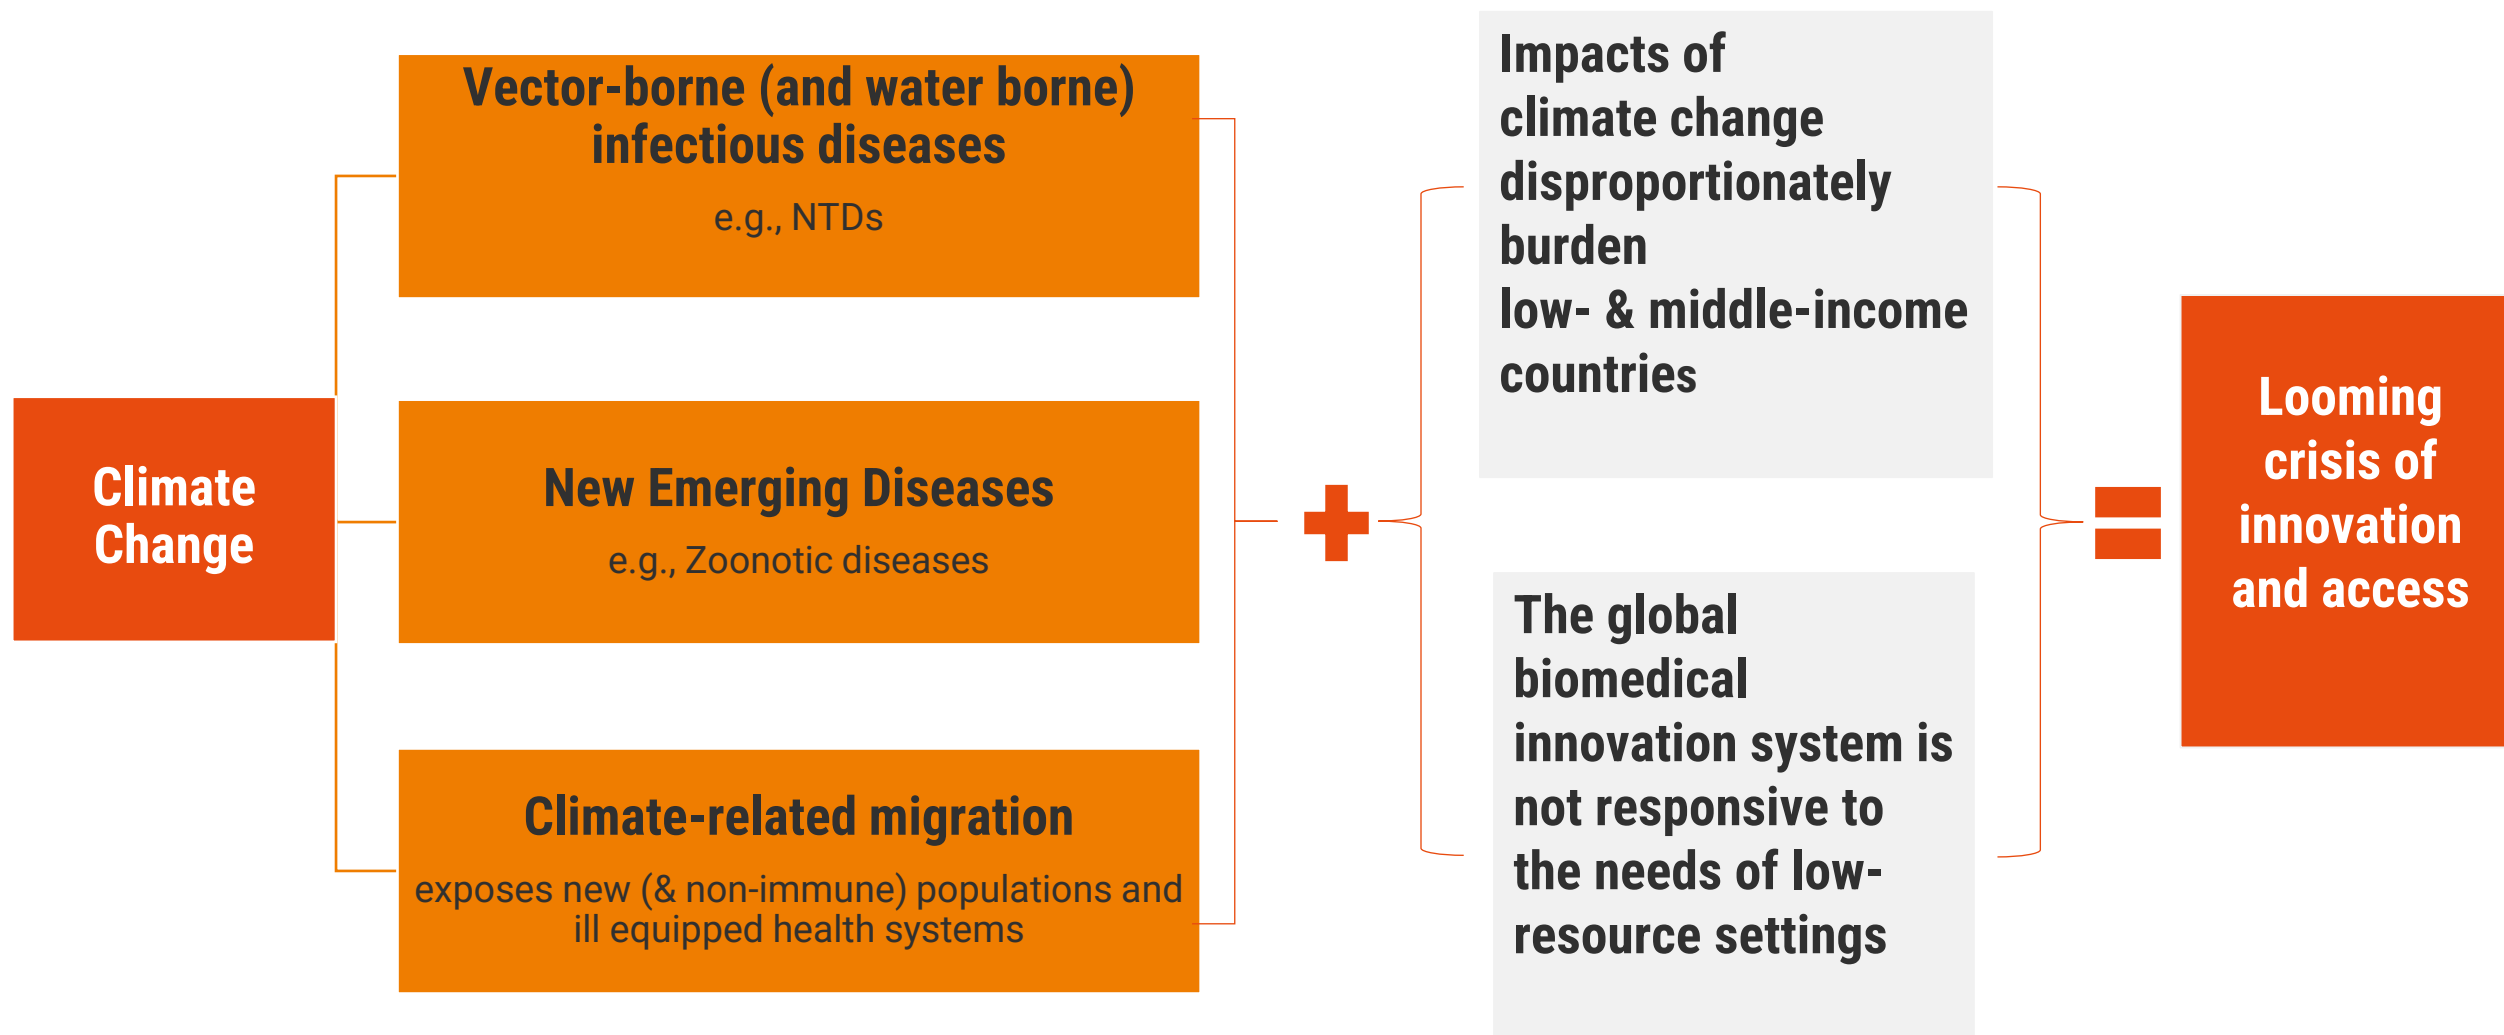 Climate
Change
Vector-borne (and water borne)
infectious diseases
e.g., NTDs
New Emerging Diseases
e.g., Zoonotic diseases
Climate-related migration
exposes new (& non-immune) populations and
ill equipped health systems
Impacts of
climate change
disproportionately
burden
low- & middle-income
countries
The global
biomedical
innovation system is
not responsive to
the needs of low-
resource settings
Looming
crisis of
innovation
and access